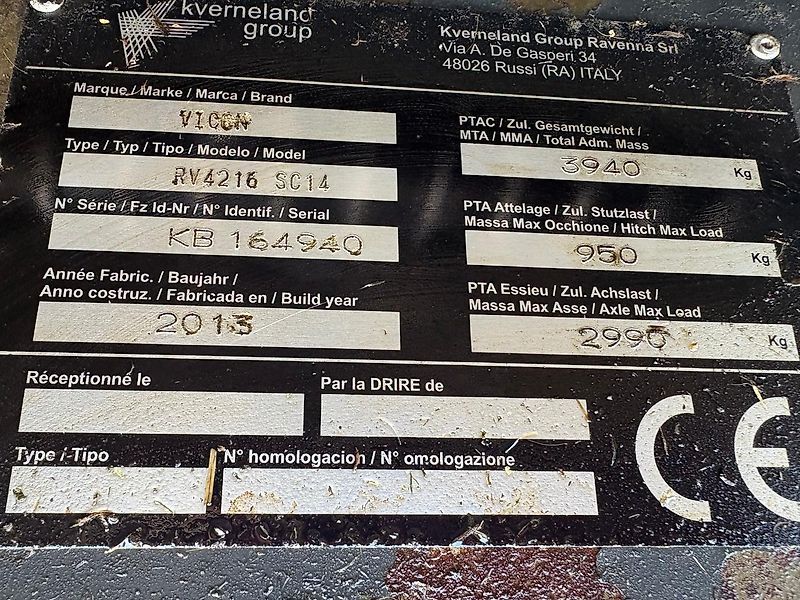 kverneland
group
Kverneland Group Ravenna Srl
Via A. De Gasperi 34
48026 Russi (RA) ITALY
Marque / Marke / Marca / Brand
VICON
Type / Typ / Tipo / Modelo / Model
RV4216 SC14
N° Série / Fz Id-Nr / N° Identif. / Serial
KB 164940
Année Fabric. / Baujahr /
Anno costruz. / Fabricada en / Build year
2013
PTAC / Zul. Gesamtgewicht /
MTA / MMA / Total Adm. Mass
3940 Kg
PTA Attelage / Zul. Stutzlast /
Massa Max Occhione / Hitch Max Load
950 Kg
PTA Essieu / Zul. Achslast /
Massa Max Asse / Axle Max Load
2990 Kg
Réceptionné le
Par la DRIRE de
Type / Tipo
N° homologacion / N° omologazione
CE